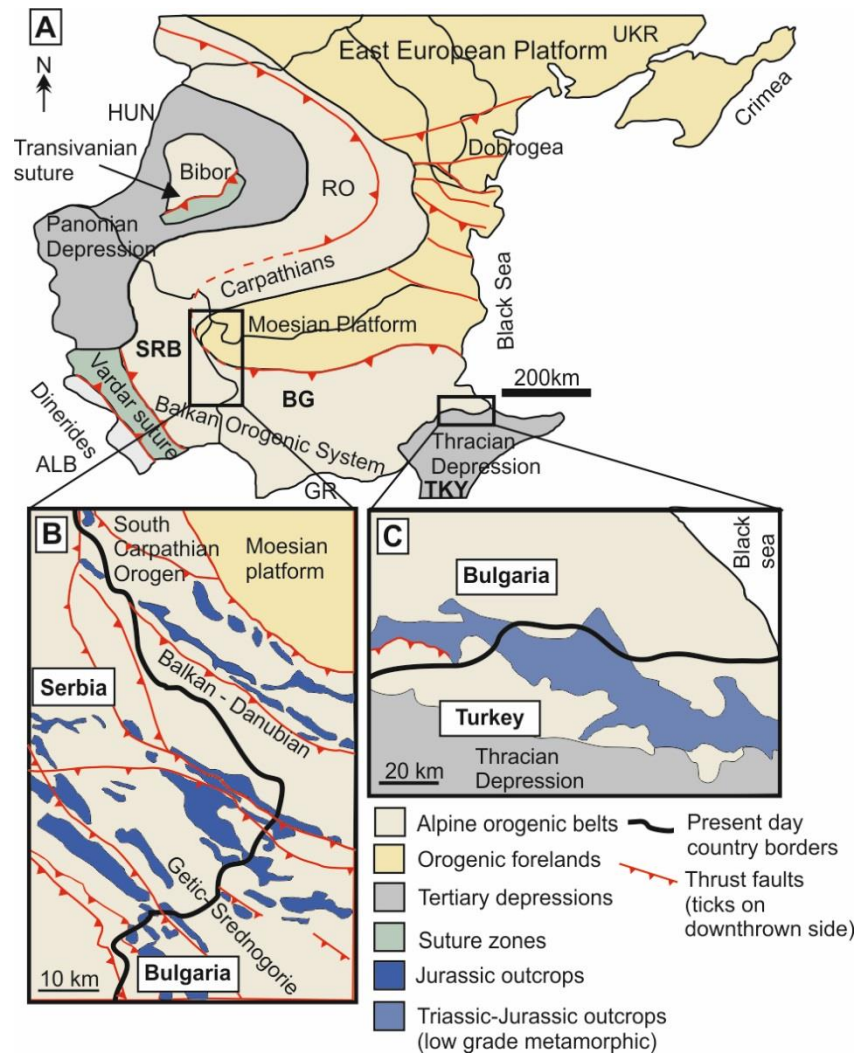 A
N
East European Platform
UKR
Crimea
HUN
Transivanian
suture
Bibor
Dobrogea
RO
Panonian
Depression
Carpathians
Black Sea
Moesian Platform
SRB
200km
Vardar suture
BG
Dinerides
Balkan Orogenic System
Thracian
Depression
ALB
GR
TKY
B
South
Carpathian
Orogen
Moesian
platform
Serbia
Balkan - Danubian
Getic- Srednogorie
10 km
Bulgaria
C
Black
sea
Bulgaria
Turkey
20 km
Thracian
Depression
Alpine orogenic belts
Orogenic forelands
Tertiary depressions
Suture zones
Jurassic outcrops
Triassic-Jurassic outcrops
(low grade metamorphic)
Present day
country borders
Thrust faults
(ticks on
downthrown side)